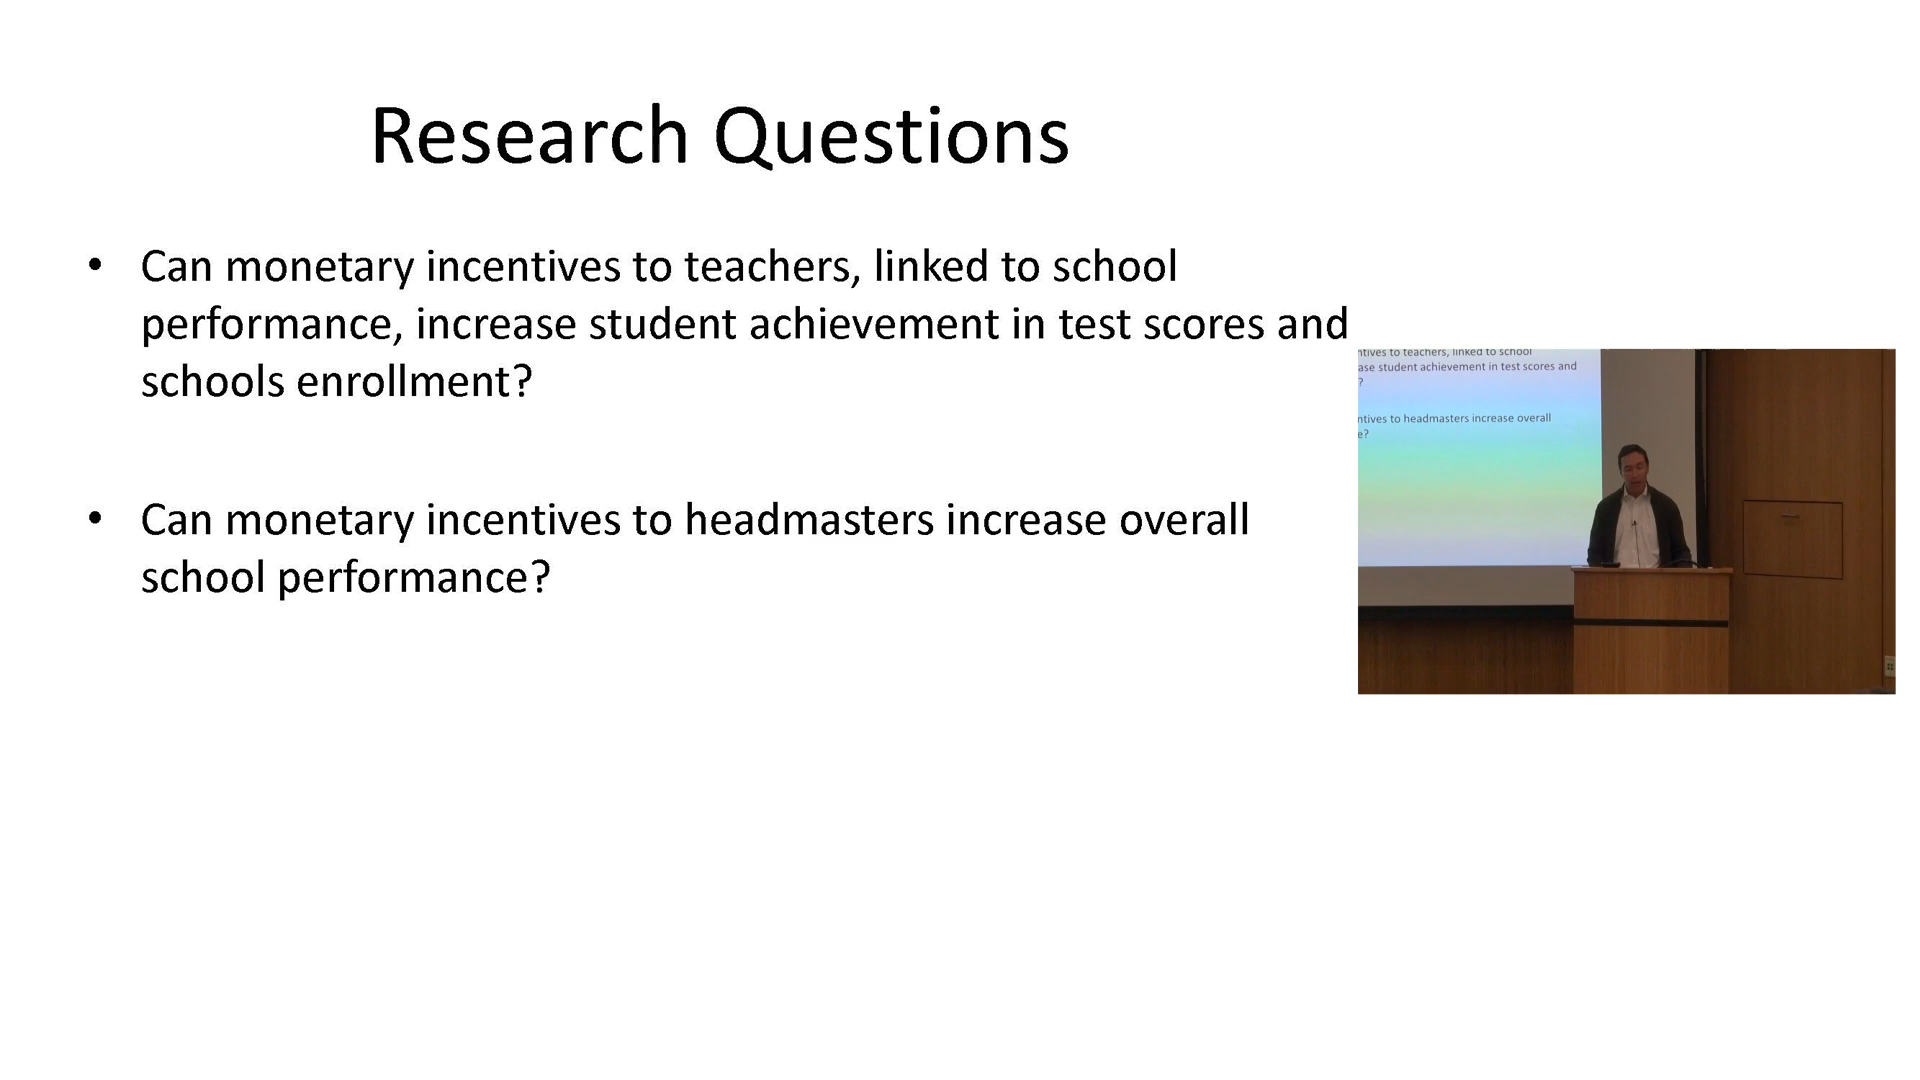 Research Questions
• Can monetary incentives to teachers, linked to school
performance, increase student achievement in test scores and
schools enrollment?
• Can monetary incentives to headmasters increase overall
school performance?
ntives to teachers, linked to school
ase student achievement in test scores and
?
ntives to headmasters increase overall
e?